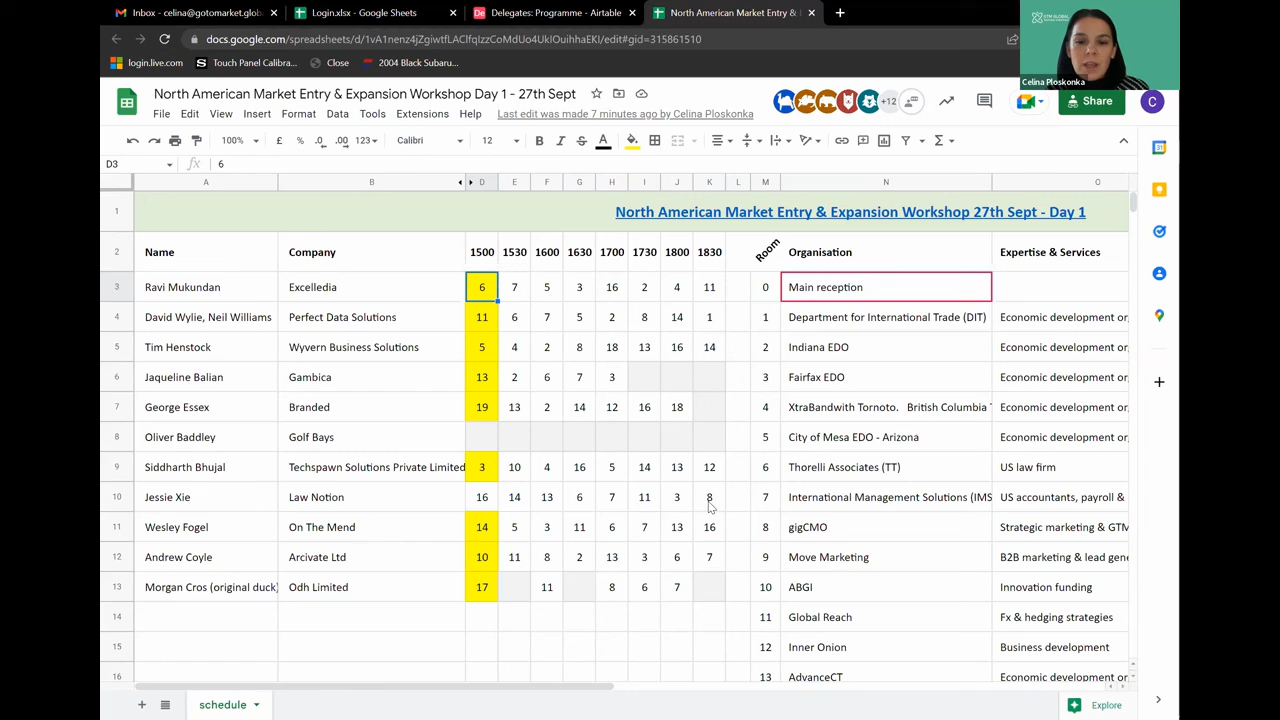 Inbox - celina@gotomarket.globa
Login.xlsx - Google Sheets
Delegates: Programme - Airtable
North American Market Entry &
login.live.com
Touch Panel Calibra...
Close
2004 Black Subaru...
North American Market Entry & Expansion Workshop Day 1 - 27th Sept
File Edit View Insert Format Data Tools Extensions Help Last edit was made 7 minutes ago by Celina Ploskonka
+12
Share
C
Celina Ploskonka
100% £ % .0 .00 123 Calibri 12 B I S A
D3 fx 6
A B D E F G H I J K L M N O
1 North American Market Entry & Expansion Workshop 27th Sept - Day 1
2 Name Company 1500 1530 1600 1630 1700 1730 1800 1830 Room Organisation Expertise & Services
3 Ravi Mukundan Excelledia 6 7 5 3 16 2 4 11 0 Main reception
4 David Wylie, Neil Williams Perfect Data Solutions 11 6 7 5 2 8 14 1 1 Department for International Trade (DIT) Economic development or
5 Tim Henstock Wyvern Business Solutions 5 4 2 8 18 13 16 14 2 Indiana EDO Economic development or
6 Jaqueline Balian Gambica 13 2 6 7 3 3 Fairfax EDO Economic development or
7 George Essex Branded 19 13 2 14 12 16 18 4 XtraBandwith Tornoto. British Columbia Economic development or
8 Oliver Baddley Golf Bays 5 City of Mesa EDO - Arizona Economic development or
9 Siddharth Bhujal Techspawn Solutions Private Limited 3 10 4 16 5 14 13 12 6 Thorelli Associates (TT) US law firm
10 Jessie Xie Law Notion 16 14 13 6 7 11 3 8 7 International Management Solutions (IMS US accountants, payroll &
11 Wesley Fogel On The Mend 14 5 3 11 6 7 13 16 8 gigCMO Strategic marketing & GTM
12 Andrew Coyle Arcivate Ltd 10 11 8 2 13 3 6 7 9 Move Marketing B2B marketing & lead gene
13 Morgan Cros (original duck) Odh Limited 17 11 8 6 7 10 ABGI Innovation funding
14 11 Global Reach Fx & hedging strategies
15 12 Inner Onion Business development
16 13 AdvanceCT Economic development or
schedule
Explore